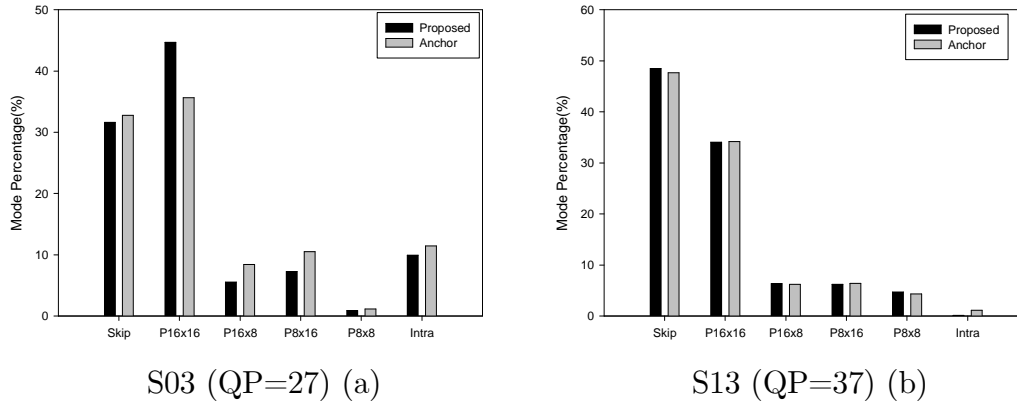 50
40
30
20
10
0
Mode Percentage(%)
Proposed
Anchor
Skip P16x16 P16x8 P8x16 P8x8 Intra
S03 (QP=27) (a)
60
50
40
30
20
10
0
Mode Percentage(%)
Proposed
Anchor
Skip P16x16 P16x8 P8x16 P8x8 Intra
S13 (QP=37) (b)